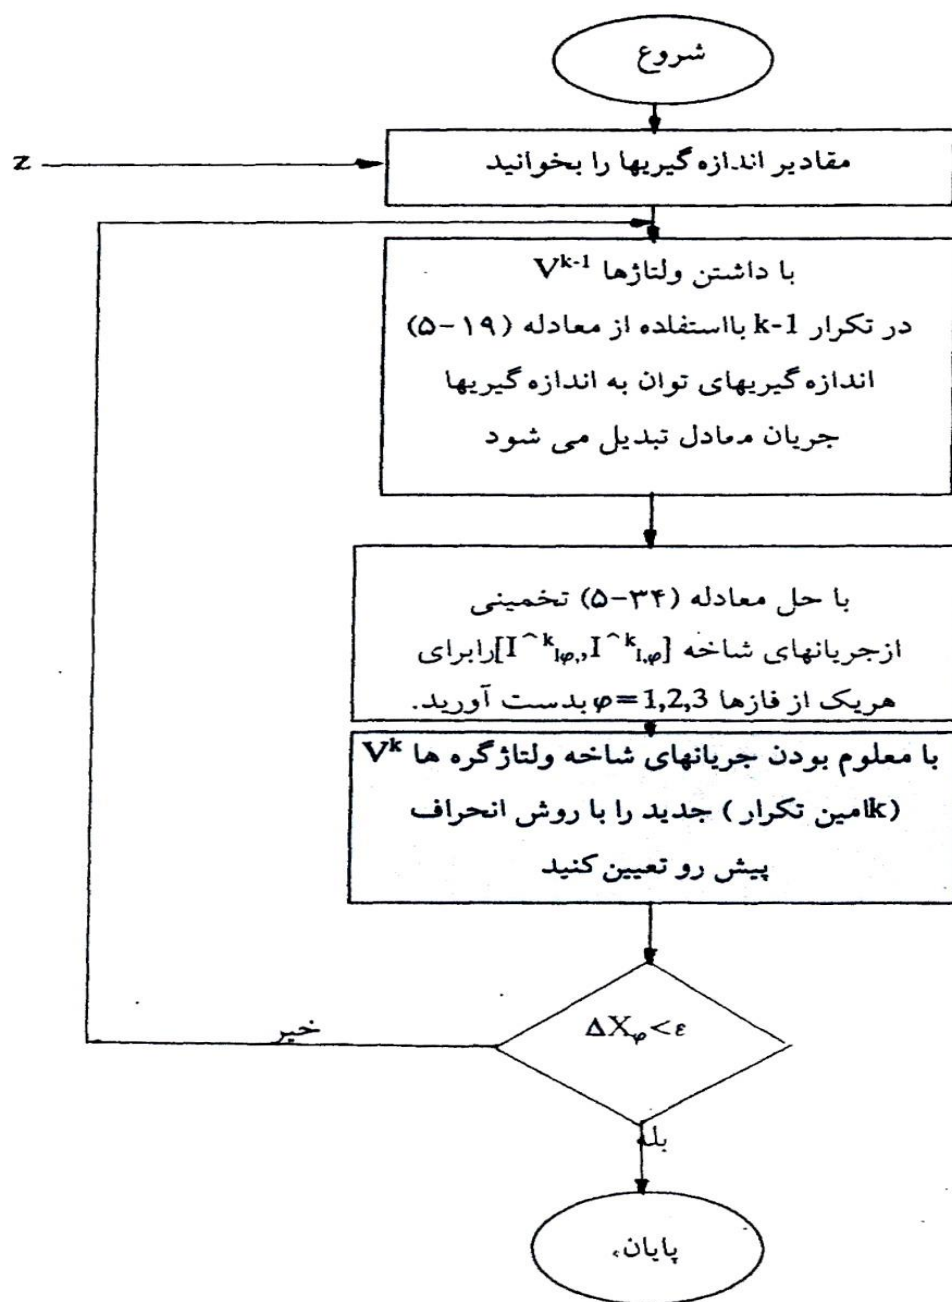 شروع
z
مقادیر اندازه گیریها را بخوانید
با داشتن ولتاژها V^k-1
در تکرار k-1 بااستفاده از معادله (۱۹-۵)
اندازه گیریهای توان به اندازه گیریها
جریان معادل تبدیل می شود
با حل معادله (۳۴-۵) تخمینی
ازجریانهای شاخه [I^^k_lφ,,I^^k_l,φ]رابرای
هریک از فازها φ=1,2,3 بدست آورید.
با معلوم بودن جریانهای شاخه ولتاژگره ها V^k
(kامین تکرار ) جدید را با روش انحراف
پیش رو تعیین کنید
ΔX_φ<ε
خیر
بله
پایان.